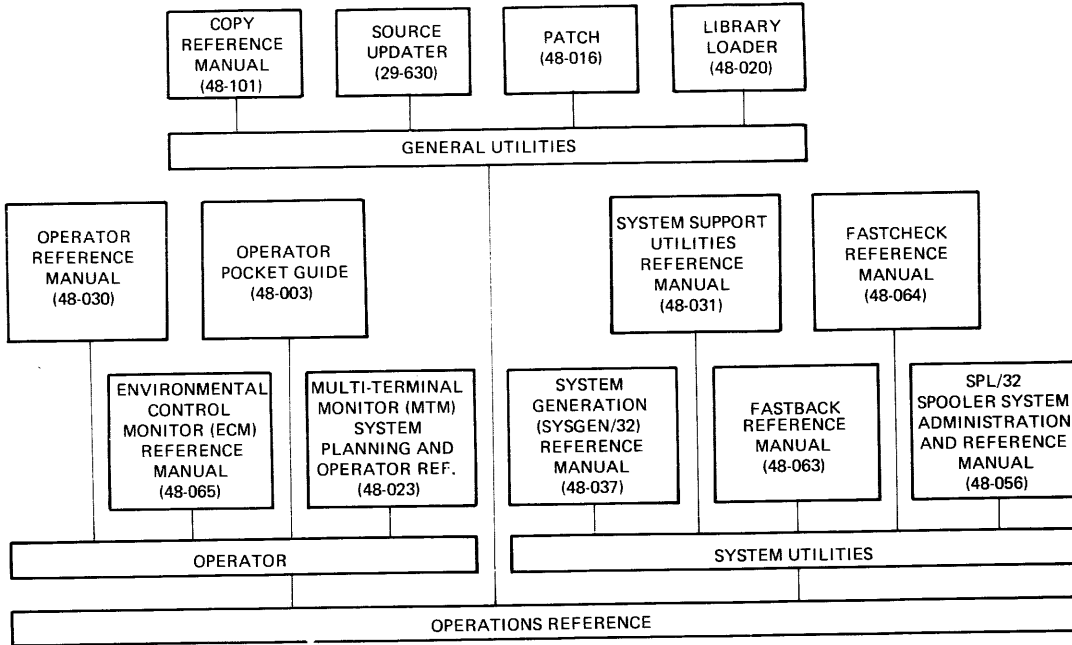 COPY
REFERENCE
MANUAL
(48-101)
SOURCE
UPDATER
(29-630)
PATCH
(48-016)
LIBRARY
LOADER
(48-020)
GENERAL UTILITIES
OPERATOR
REFERENCE
MANUAL
(48-030)
OPERATOR
POCKET GUIDE
(48-003)
SYSTEM SUPPORT
UTILITIES
REFERENCE
MANUAL
(48-031)
FASTCHECK
REFERENCE
MANUAL
(48-064)
ENVIRONMENTAL
CONTROL
MONITOR (ECM)
REFERENCE
MANUAL
(48-065)
MULTI-TERMINAL
MONITOR (MTM)
SYSTEM
PLANNING AND
OPERATOR REF.
(48-023)
SYSTEM
GENERATION
(SYSGEN/32)
REFERENCE
MANUAL
(48-037)
FASTBACK
REFERENCE
MANUAL
(48-063)
SPL/32
SPOOLER SYSTEM
ADMINISTRATION
AND REFERENCE
MANUAL
(48-056)
OPERATOR
SYSTEM UTILITIES
OPERATIONS REFERENCE